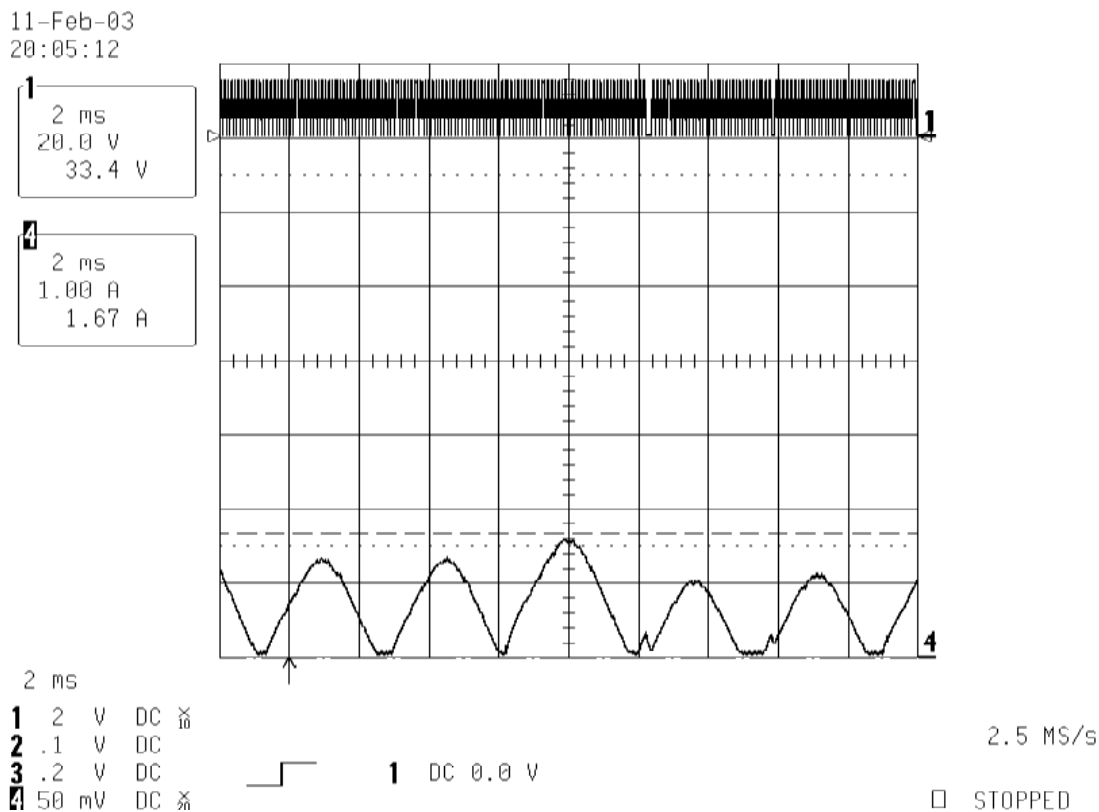 11-Feb-03
20:05:12
1
2 ms
20.0 V
33.4 V
4
2 ms
1.00 A
1.67 A
1
4
2 ms
1 2 V DC X10
2 .1 V DC
3 .2 V DC
4 50 mV DC X20
1 DC 0.0 V
2.5 MS/s
STOPPED